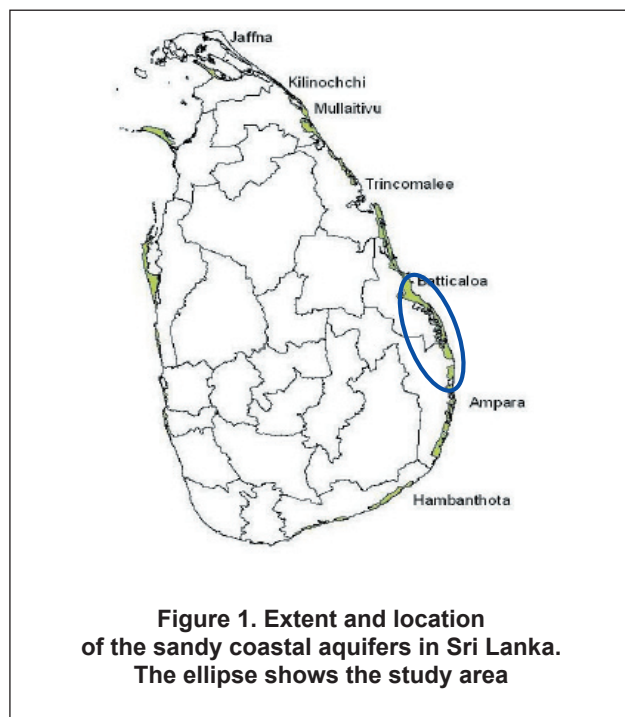 Jaffna
Kilinochchi
Mullaitivu
Trincomalee
Batticaloa
Ampara
Hambanthota
Figure 1. Extent and location
of the sandy coastal aquifers in Sri Lanka.
The ellipse shows the study area